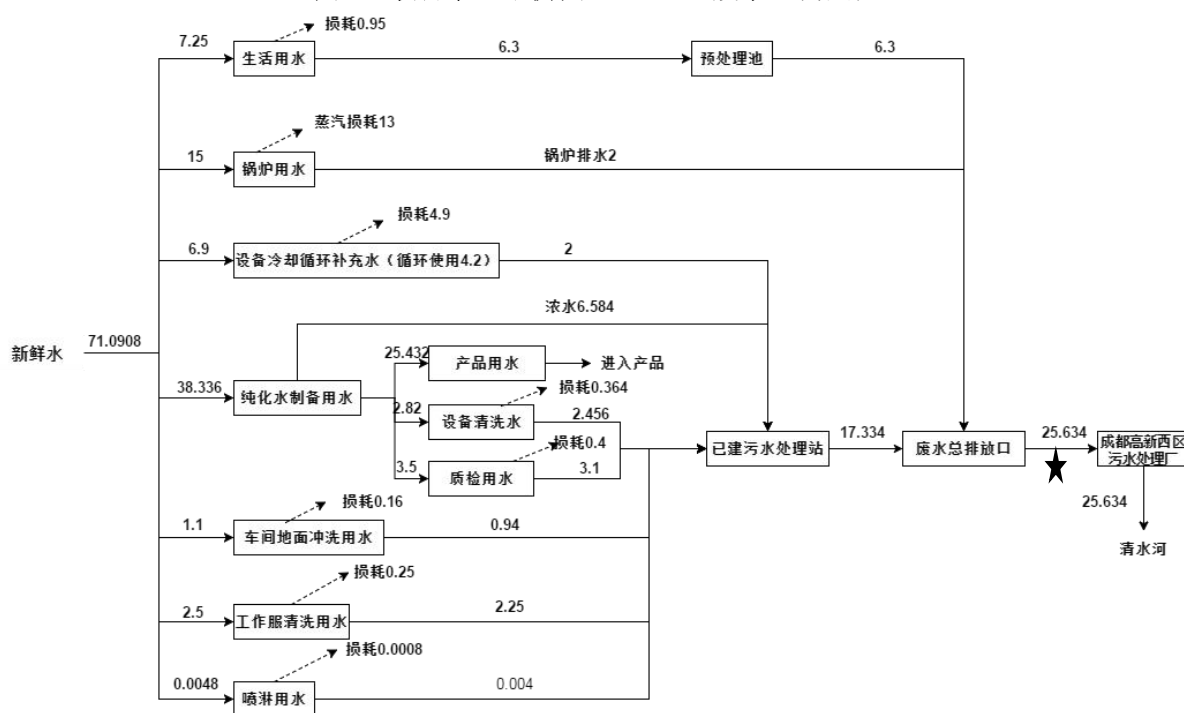 损耗0.95
7.25
生活用水
6.3
预处理池
6.3
蒸汽损耗13
15
锅炉用水
锅炉排水2
损耗4.9
6.9
设备冷却循环补充水（循环使用4.2）
2
浓水6.584
新鲜水
71.0908
25.432
产品用水
进入产品
38.336
纯化水制备用水
损耗0.364
2.82
设备清洗水
2.456
损耗0.4
3.5
质检用水
3.1
已建污水处理站
17.334
废水总排放口
25.634
成都高新西区
污水处理厂
25.634
清水河
损耗0.16
1.1
车间地面冲洗用水
0.94
损耗0.25
2.5
工作服清洗用水
2.25
损耗0.0008
0.0048
喷淋用水
0.004